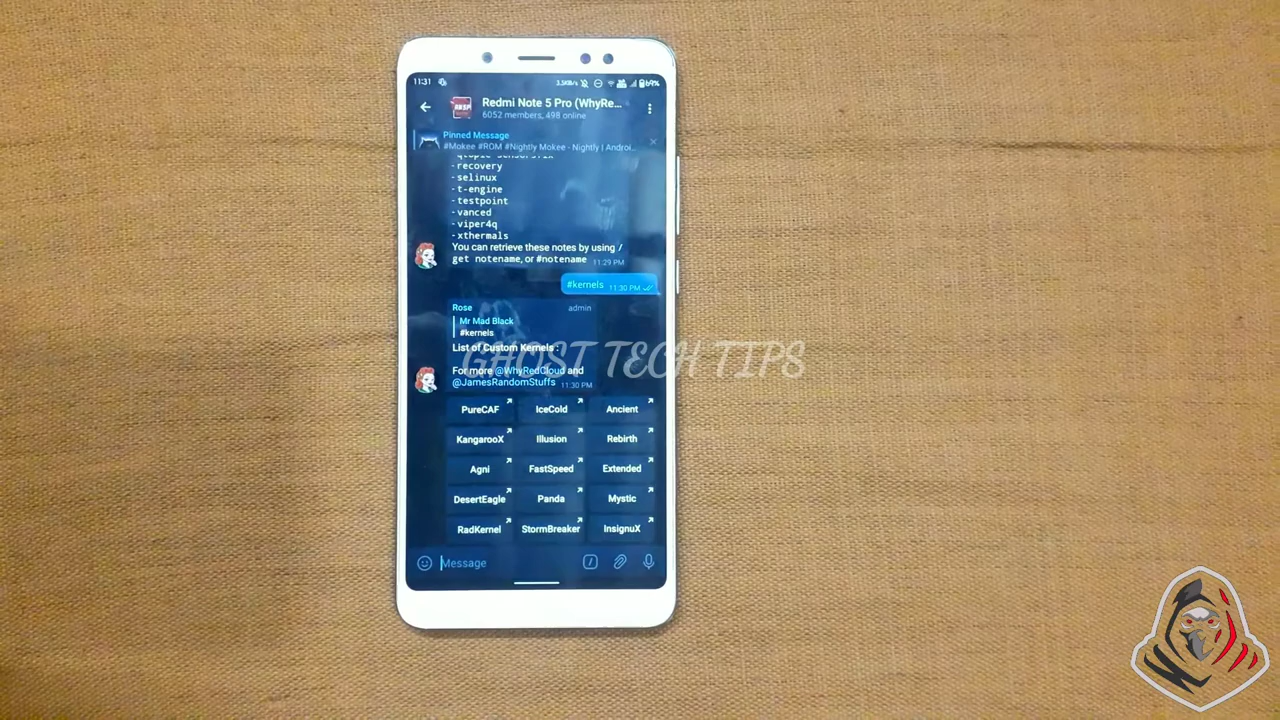 11:31 3.5KB/s 69%
Redmi Note 5 Pro (WhyRe...
6052 members, 498 online
Pinned Message
#Mokee #ROM #Nightly Mokee - Nightly | Androi...
- recovery
- selinux
- t-engine
- testpoint
- vanced
- viper4q
- xthermals
You can retrieve these notes by using /
get notename, or #notename 11:29 PM
#kernels 11:30 PM
Rose admin
Mr Mad Black
#kernels
List of Custom Kernels :
GHOST TECH TIPS
For more @WhyRedCloud and
@JamesRandomStuffs 11:30 PM
PureCAF IceCold Ancient
KangarooX Illusion Rebirth
Agni FastSpeed Extended
DesertEagle Panda Mystic
RadKernel StormBreaker InsignuX
Message